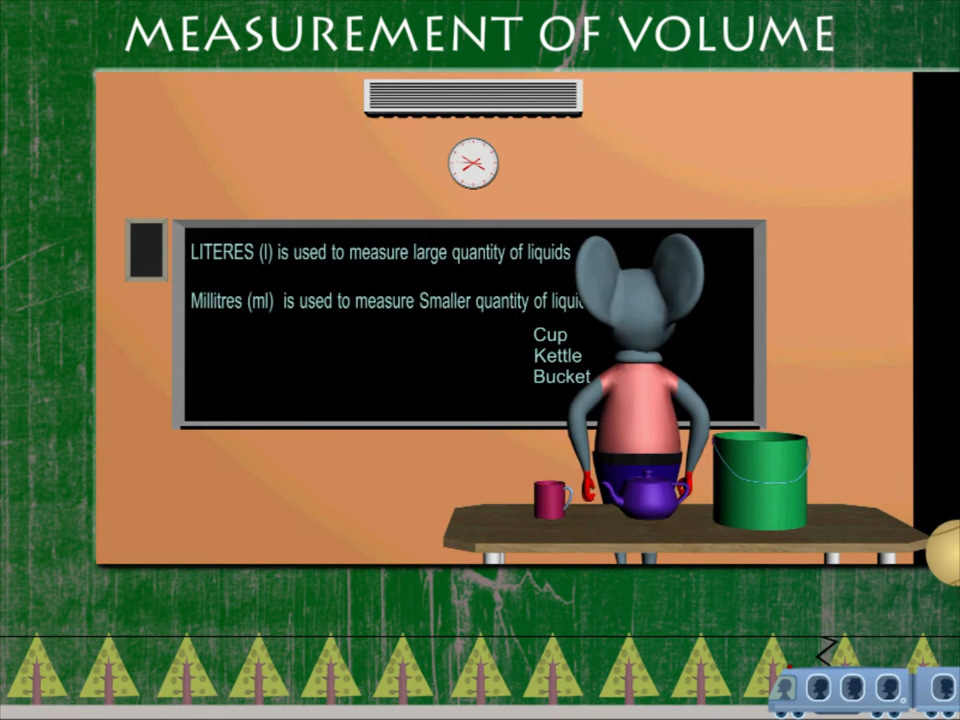 MEASUREMENT OF VOLUME
LITERES (l) is used to measure large quantity of liquids
Millitres (ml) is used to measure Smaller quantity of
Cup
Kettle
Bucket